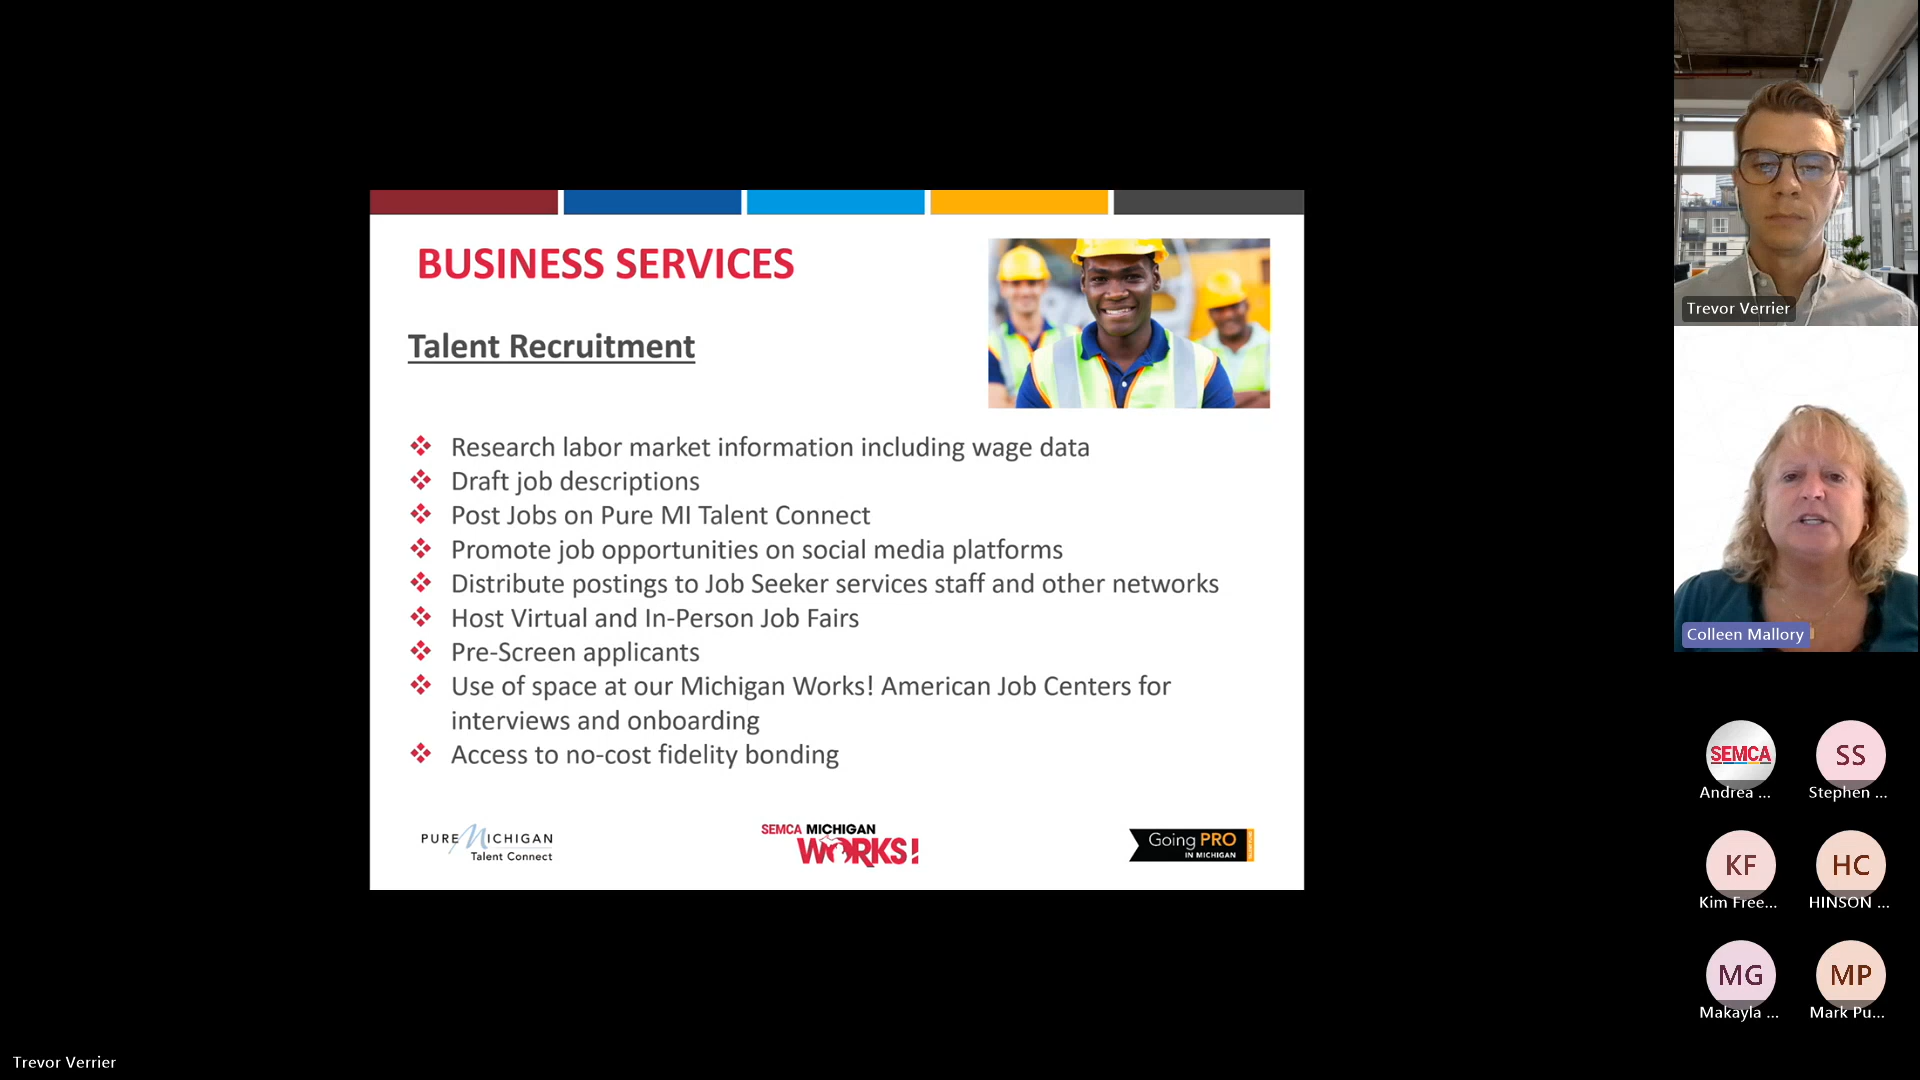 BUSINESS SERVICES
Talent Recruitment
Research labor market information including wage data
Draft job descriptions
Post Jobs on Pure MI Talent Connect
Promote job opportunities on social media platforms
Distribute postings to Job Seeker services staff and other networks
Host Virtual and In-Person Job Fairs
Pre-Screen applicants
Use of space at our Michigan Works! American Job Centers for
interviews and onboarding
Access to no-cost fidelity bonding
PURE MICHIGAN
Talent Connect
SEMCA MICHIGAN
WORKS!
Going PRO
IN MICHIGAN
Trevor Verrier
Colleen Mallory
SEMCA
Andrea ...
SS
Stephen ...
KF
Kim Free...
HC
HINSON ...
MG
Makayla ...
MP
Mark Pu...
Trevor Verrier